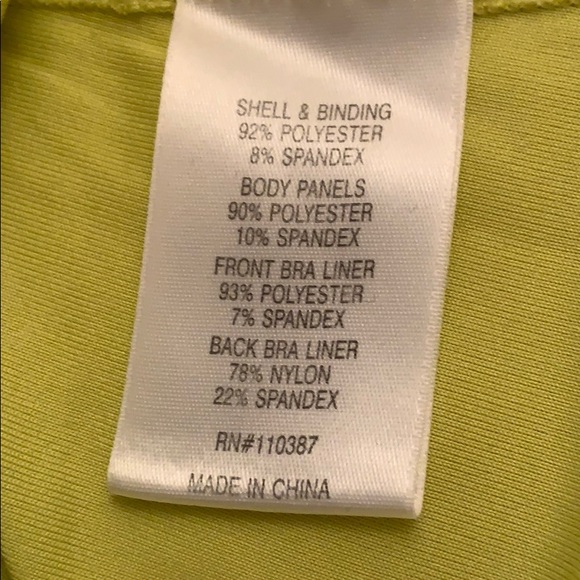 SHELL & BINDING
92% POLYESTER
8% SPANDEX
BODY PANELS
90% POLYESTER
10% SPANDEX
FRONT BRA LINER
93% POLYESTER
7% SPANDEX
BACK BRA LINER
78% NYLON
22% SPANDEX
RN#110387
MADE IN CHINA